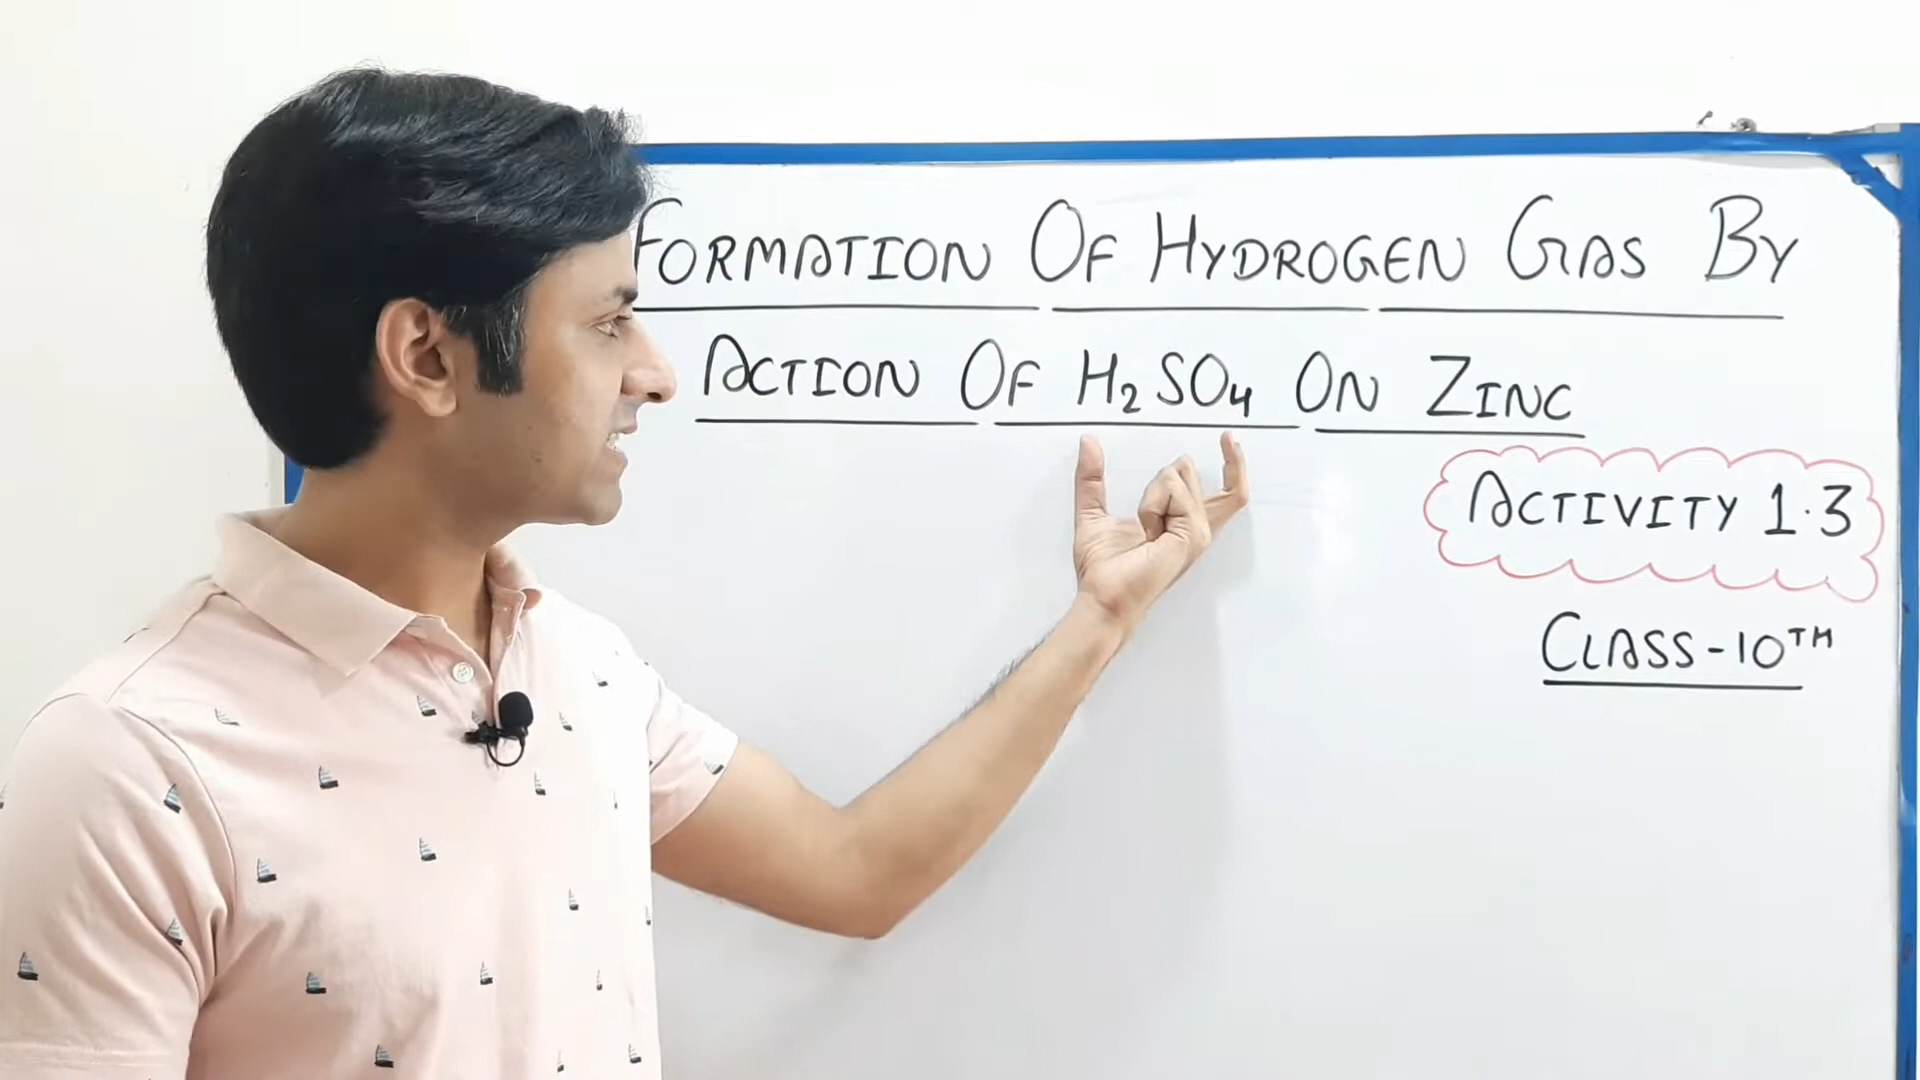 FORMATION OF HYDROGEN GAS BY
ACTION OF H₂SO₄ ON ZINC
ACTIVITY 1.3
CLASS-10TH